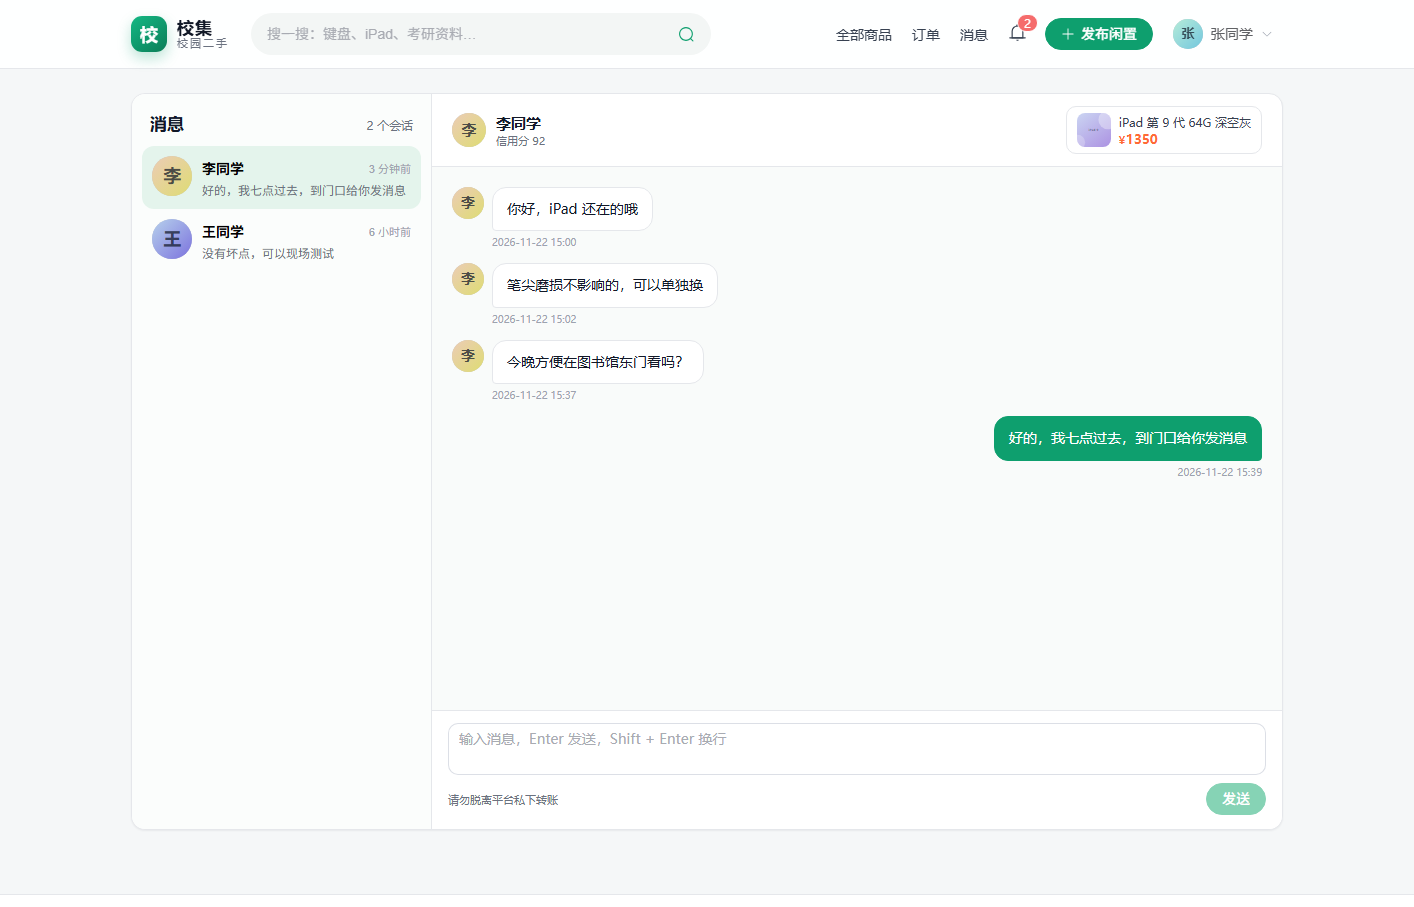 校
校集
校园二手
搜一搜：键盘、iPad、考研资料...
全部商品
订单
消息
2
发布闲置
张
张同学
消息
2 个会话
李
李同学
3 分钟前
好的，我七点过去，到门口给你发消息
王
王同学
6 小时前
没有坏点，可以现场测试
李
李同学
信用分 92
iPad 第 9 代 64G 深空灰
¥1350
李
你好，iPad 还在的哦
2026-11-22 15:00
李
笔尖磨损不影响的，可以单独换
2026-11-22 15:02
李
今晚方便在图书馆东门看吗？
2026-11-22 15:37
好的，我七点过去，到门口给你发消息
2026-11-22 15:39
输入消息，Enter 发送，Shift + Enter 换行
请勿脱离平台私下转账
发送